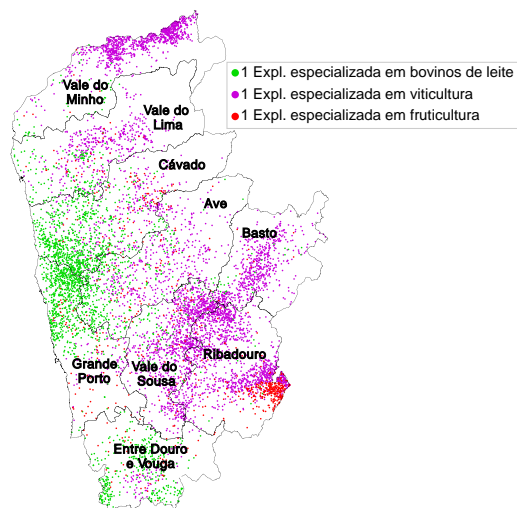 1 Expl. especializada em bovinos de leite
1 Expl. especializada em viticultura
1 Expl. especializada em fruticultura
Vale do
Minho
Vale do
Lima
Cávado
Ave
Basto
Grande
Porto
Vale do
Sousa
Ribadouro
Entre Douro
e Vouga